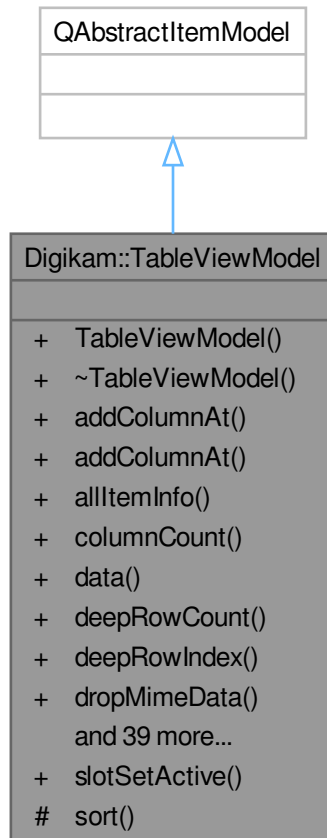 QAbstractItemModel
Digikam::TableViewModel
+ TableViewModel()
+ ~TableViewModel()
+ addColumnAt()
+ addColumnAt()
+ allItemInfo()
+ columnCount()
+ data()
+ deepRowCount()
+ deepRowIndex()
+ dropMimeData()
and 39 more...
+ slotSetActive()
# sort()